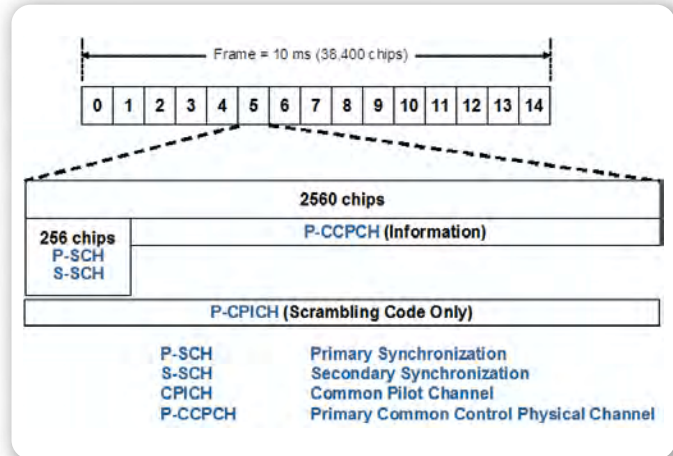 Frame = 10 ms (38,400 chips)
0 1 2 3 4 5 6 7 8 9 10 11 12 13 14
2560 chips
256 chips
P-SCH
S-SCH
P-CCPCH (Information)
P-CPICH (Scrambling Code Only)
P-SCH Primary Synchronization
S-SCH Secondary Synchronization
CPICH Common Pilot Channel
P-CCPCH Primary Common Control Physical Channel